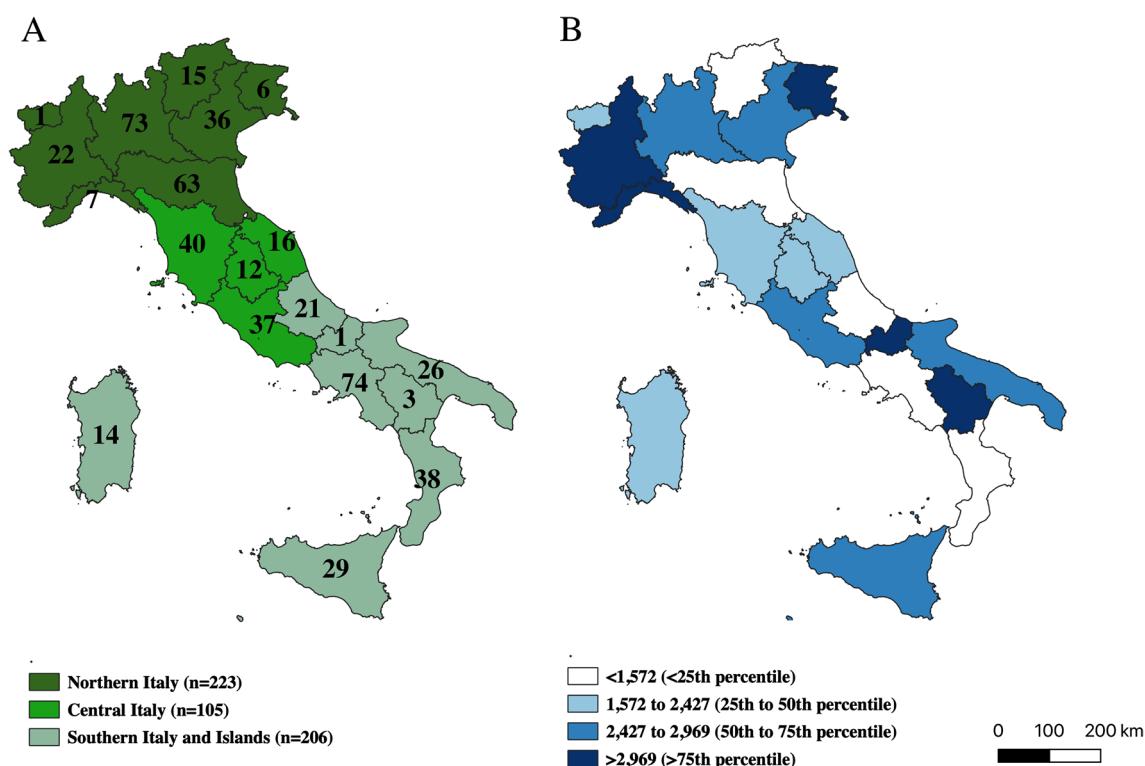 A
B
15
6
1
73
36
22
63
7
40
16
12
21
37
1
26
74
3
14
38
29
Northern Italy (n=223)
Central Italy (n=105)
Southern Italy and Islands (n=206)
<1,572 (<25th percentile)
1,572 to 2,427 (25th to 50th percentile)
2,427 to 2,969 (50th to 75th percentile)
>2,969 (>75th percentile)
0 100 200 km